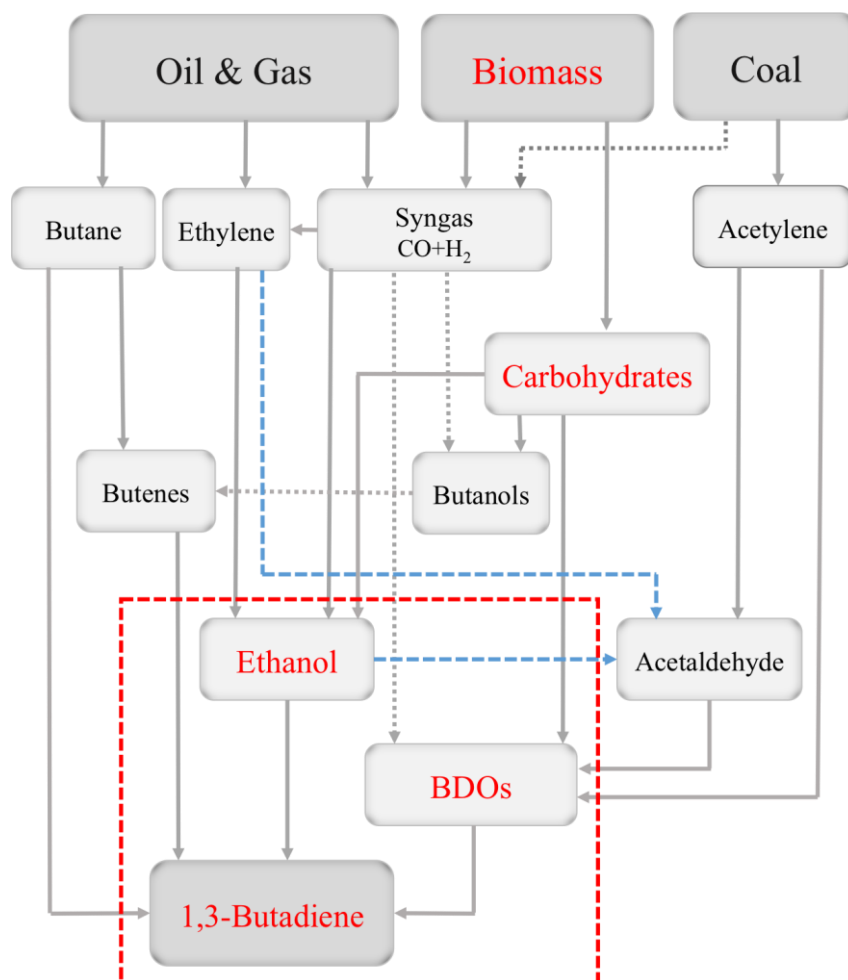 Oil & Gas
Biomass
Coal
Butane
Ethylene
Syngas
CO+H₂
Acetylene
Carbohydrates
Butenes
Butanols
Ethanol
Acetaldehyde
BDOs
1,3-Butadiene